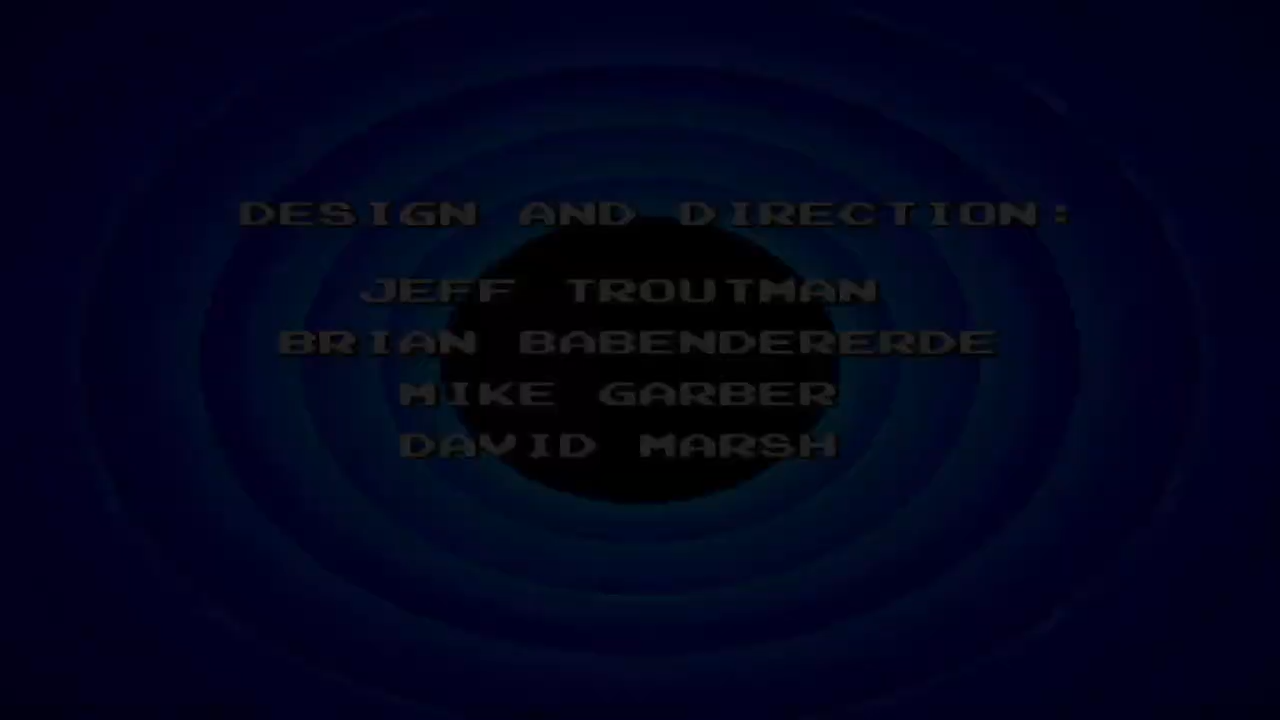 DESIGN AND DIRECTION:
JEFF TROUTMAN
BRIAN BABENDERERDE
MIKE GARBER
DAVID MARSH